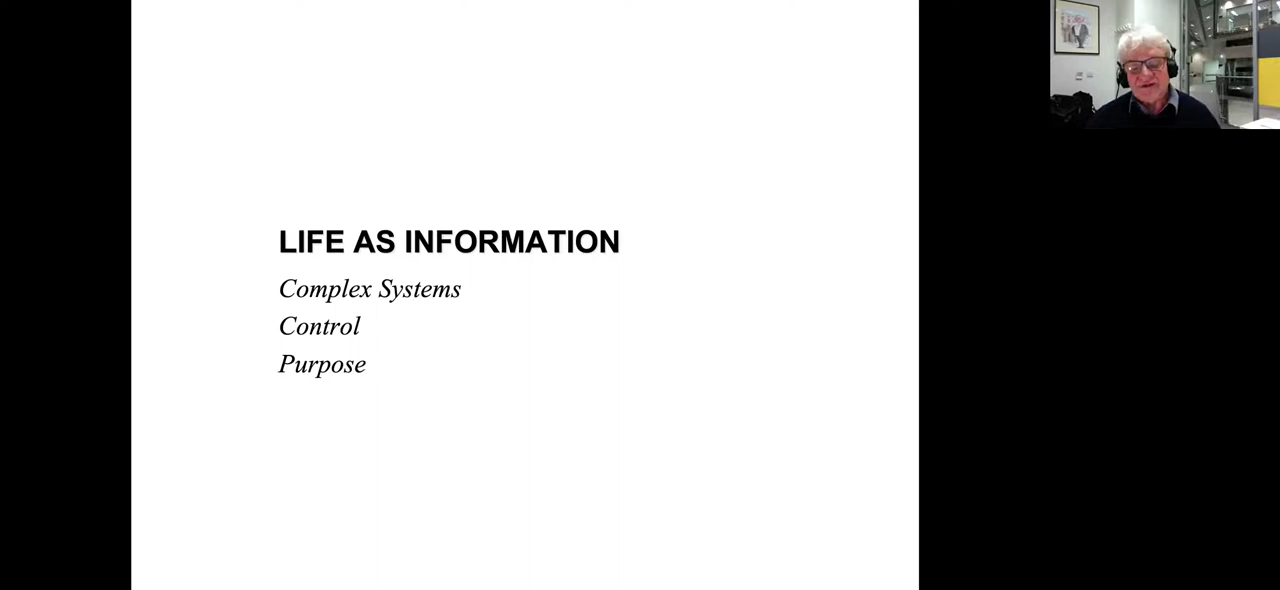 LIFE AS INFORMATION
Complex Systems
Control
Purpose